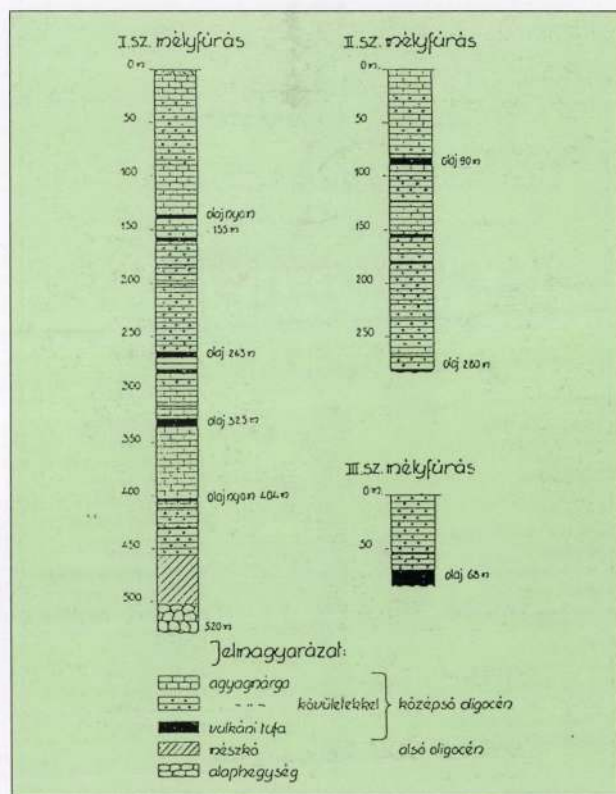 I. sz. mélyfúrás
0 m
50
100
olajnyom
150
155 m
200
250
olaj 263 m
300
olaj 325 m
350
400
olajnyom 404 m
450
500
520 m
II. sz. mélyfúrás
0 m
50
olaj 90 m
100
150
200
250
olaj 280 m
III. sz. mélyfúrás
0 m
50
olaj 68 m
Jelmagyarázat:
agyagmárga
-- " -- kövületekkel
középső oligocén
vulkáni tufa
mészkő
alsó oligocén
alaphegység